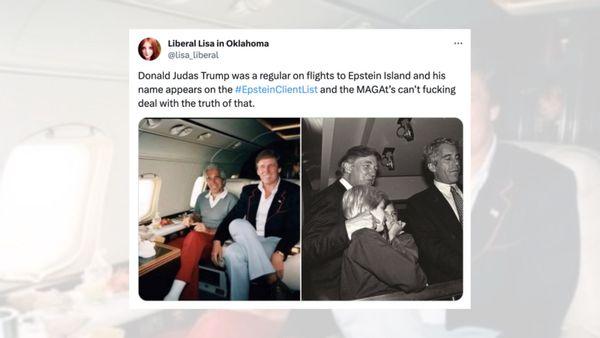 Liberal Lisa in Oklahoma
@lisa_liberal
Donald Judas Trump was a regular on flights to Epstein Island and his
name appears on the #EpsteinClientList and the MAGAt's can't fucking
deal with the truth of that.